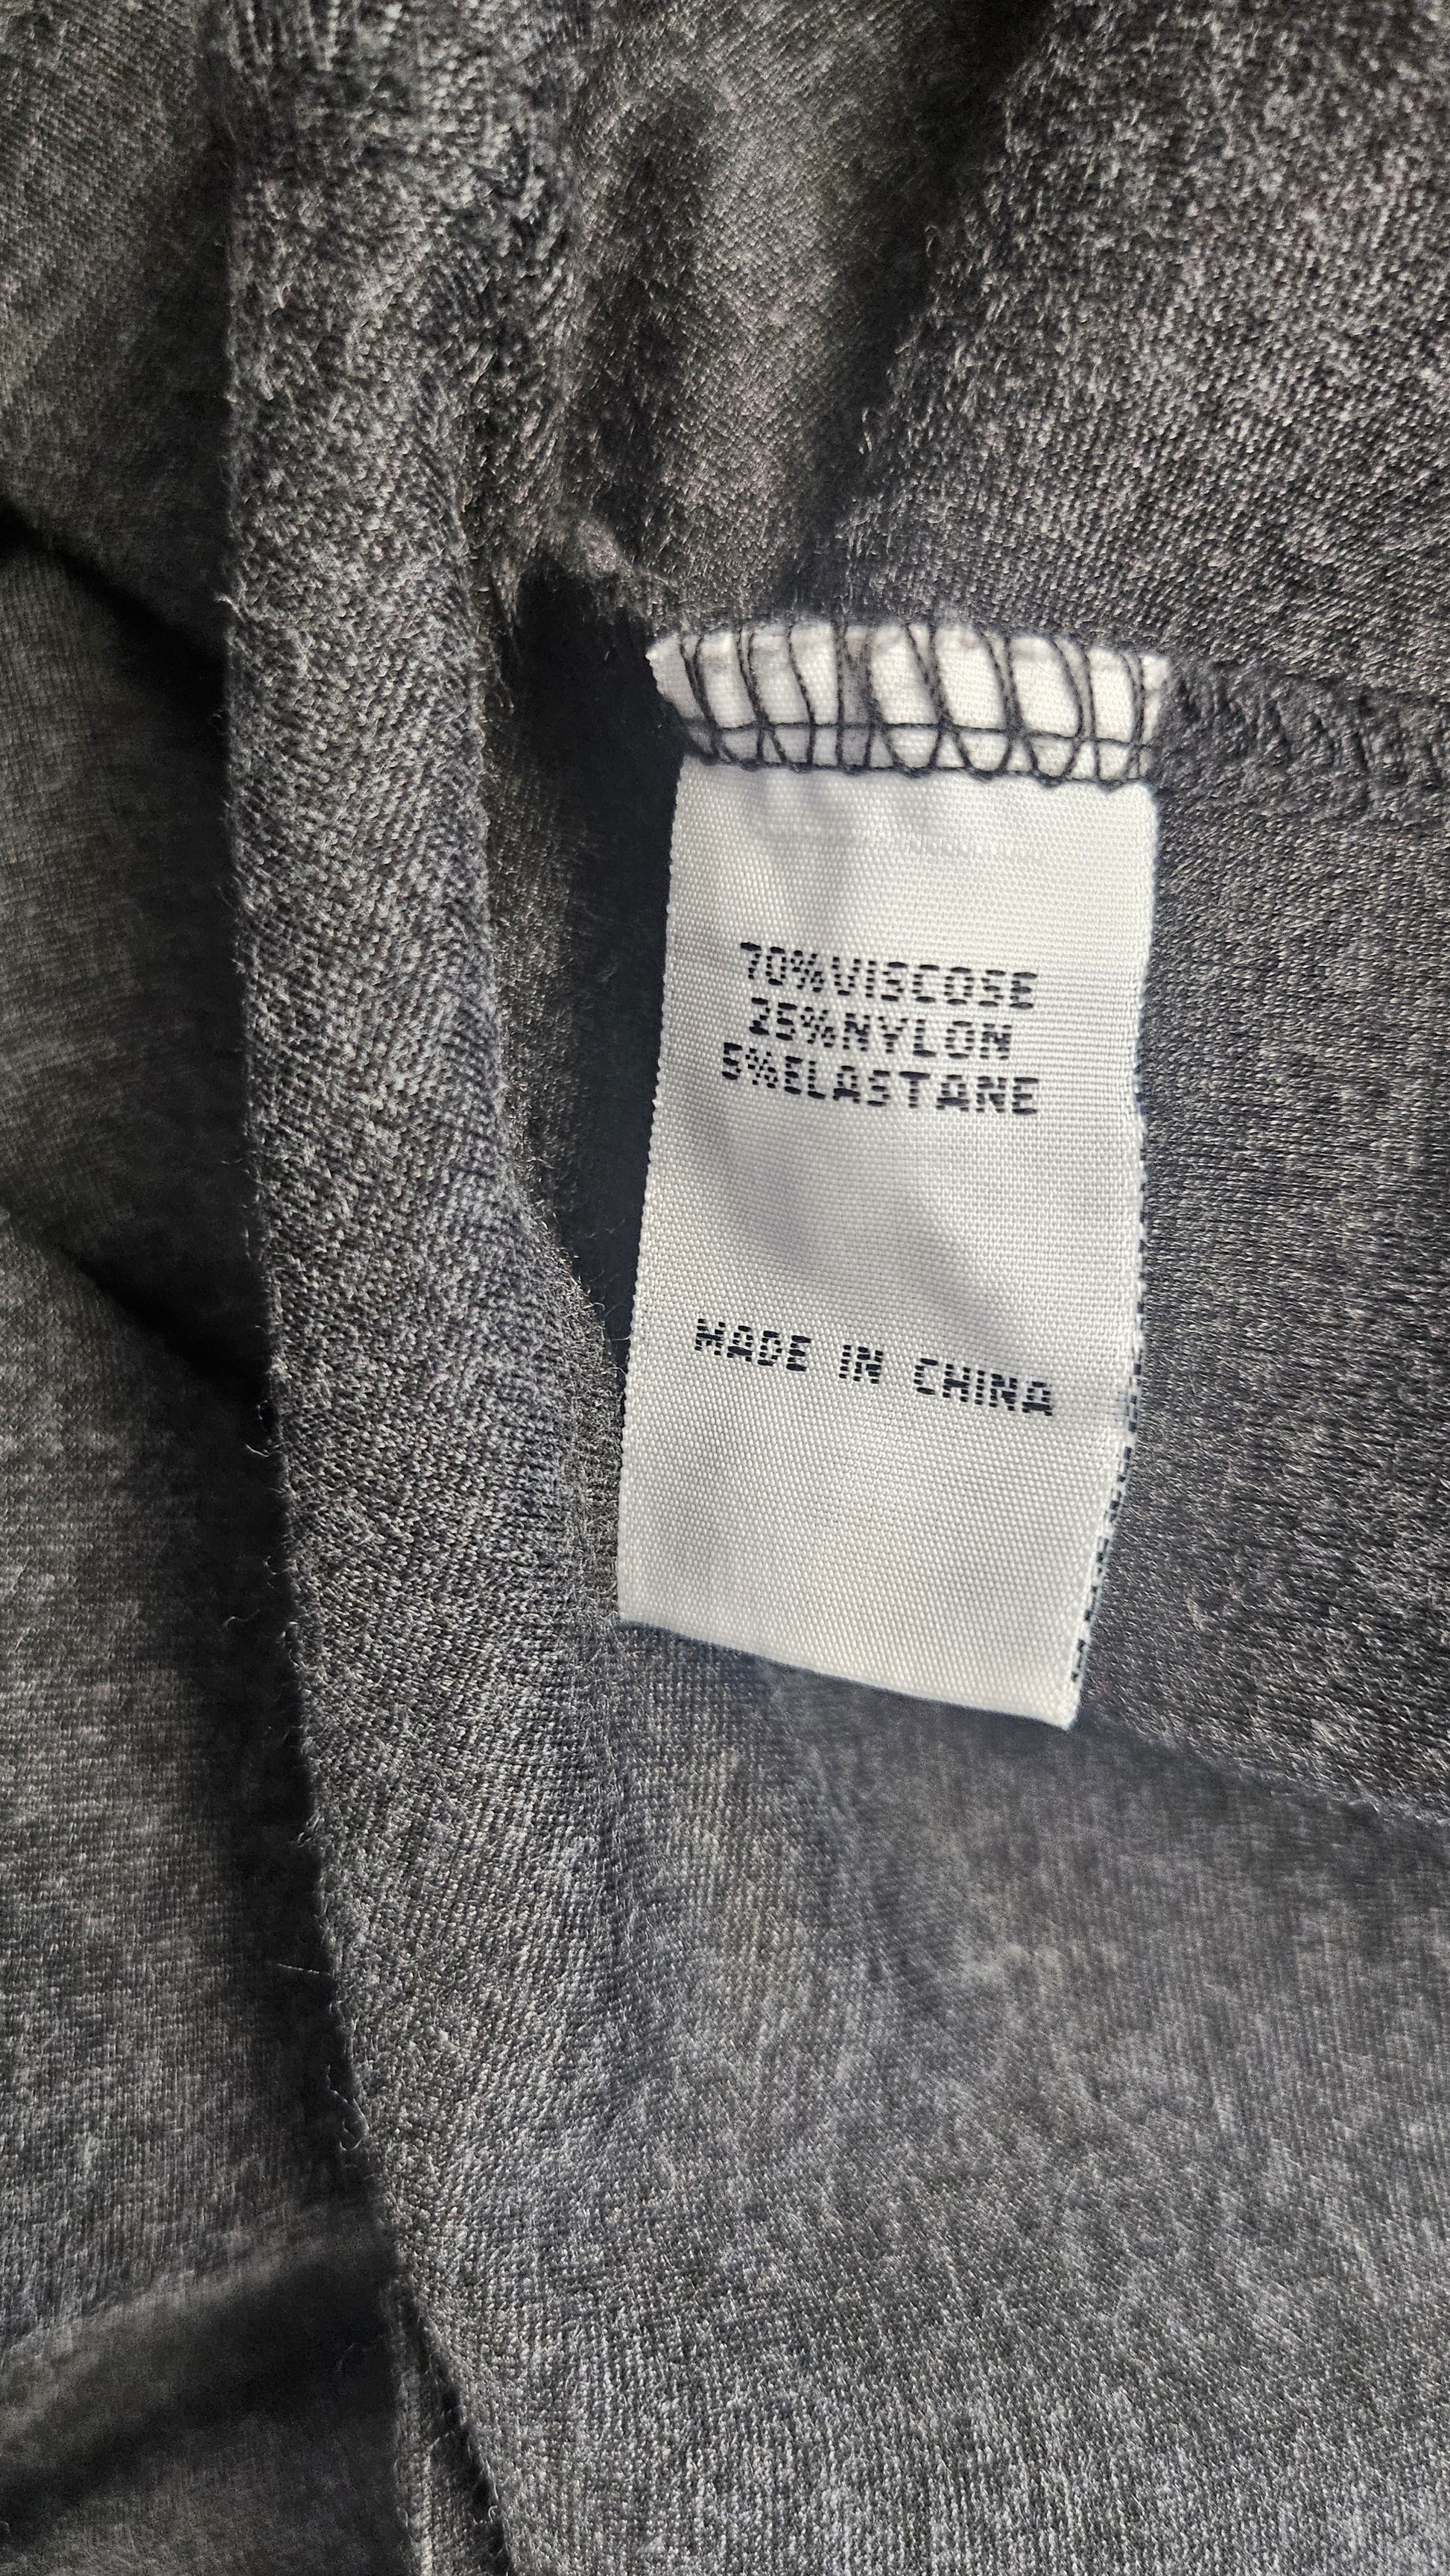 70%VISCOSE
25%NYLON
5%ELASTANE
MADE IN CHINA